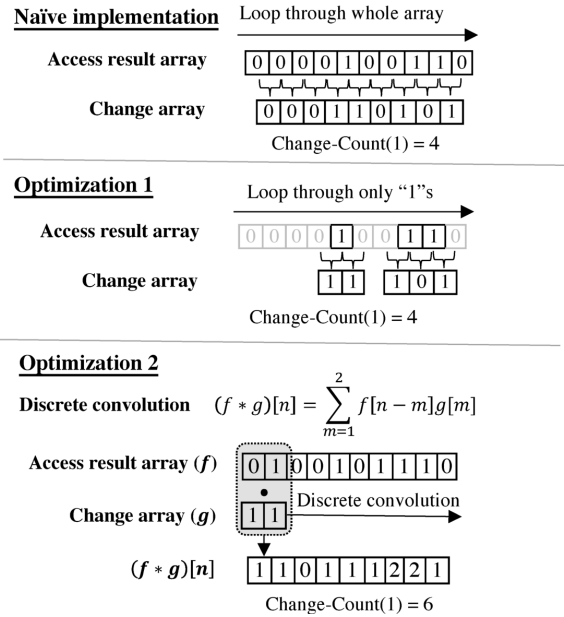 Naïve implementation
Loop through whole array
Access result array 0 0 0 0 1 0 0 1 1 0
Change array 0 0 0 1 1 0 1 0 1
Change-Count(1) = 4
Optimization 1
Loop through only “1”s
Access result array 0 0 0 0 1 0 0 1 1 0
Change array 1 1 1 0 1
Change-Count(1) = 4
Optimization 2
Discrete convolution (f ∗ g)[n] = ∑_{m=1}^{2} f[n − m]g[m]
Access result array (f) 0 1 0 0 1 0 1 1 1 0
Discrete convolution
Change array (g) 1 1
(f ∗ g)[n] 1 1 0 1 1 1 2 2 1
Change-Count(1) = 6